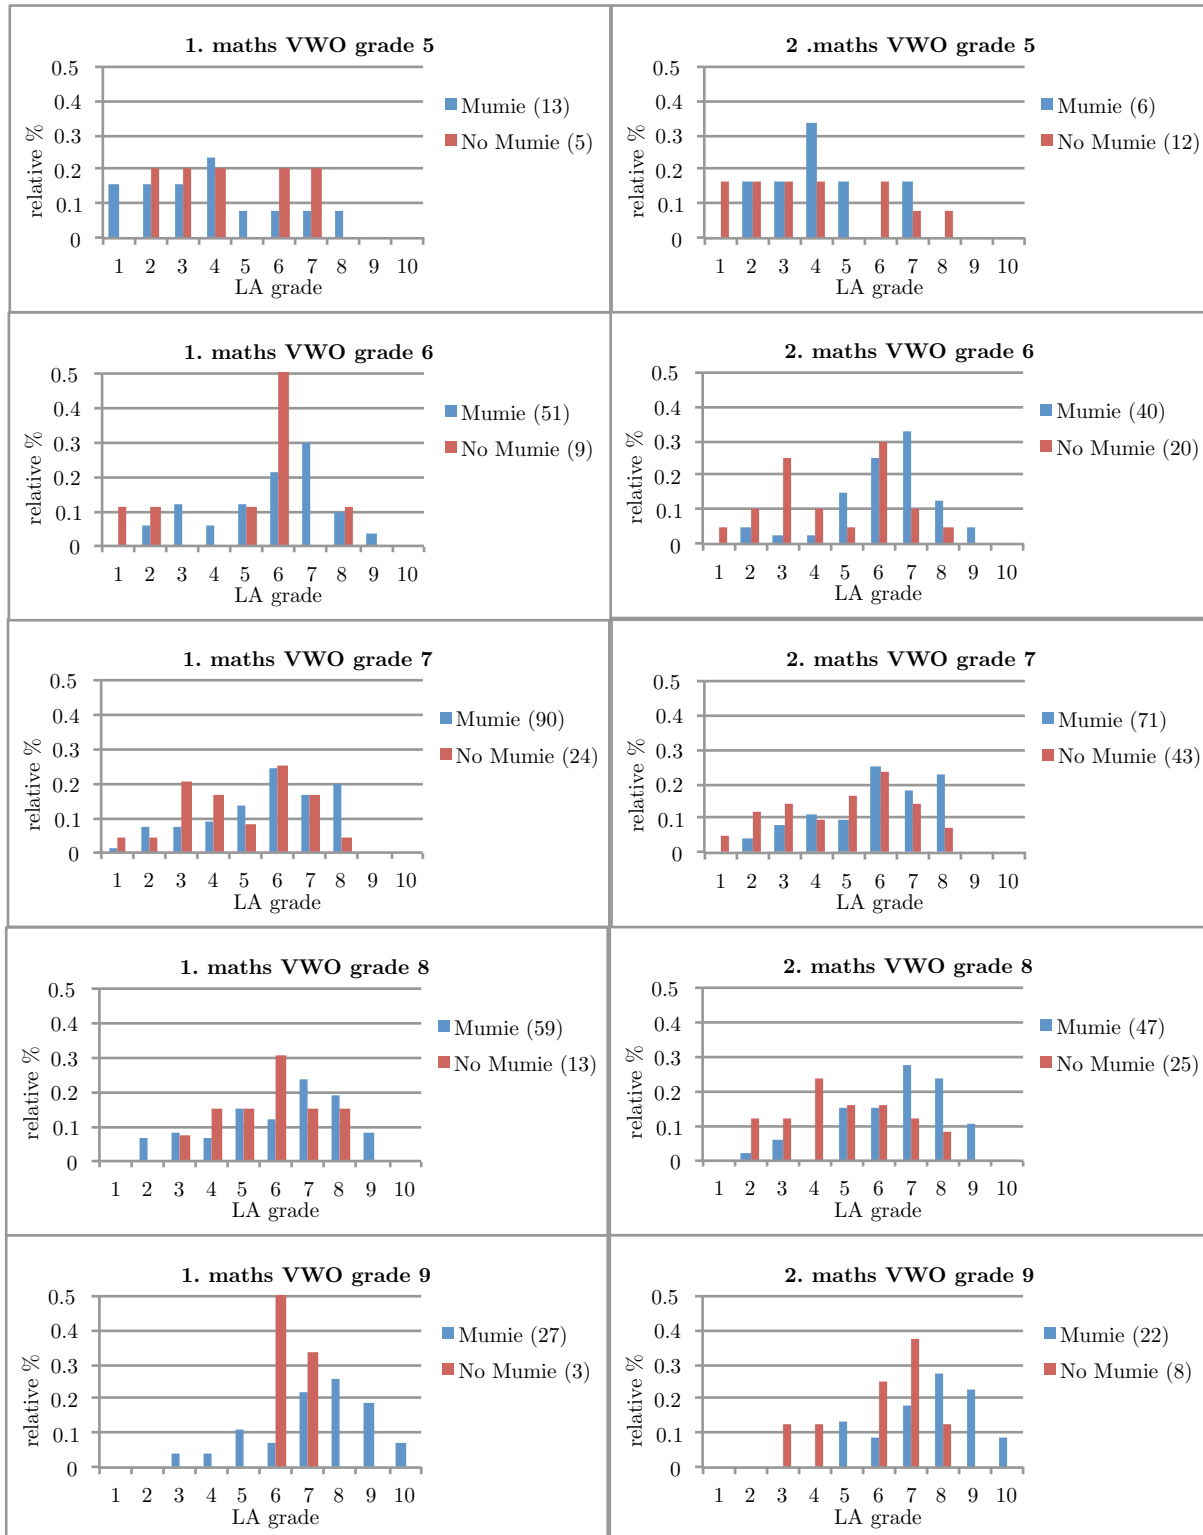 1. maths VWO grade 5
0.5
0.4
0.3
0.2
0.1
0
relative %
1 2 3 4 5 6 7 8 9 10
LA grade
Mumie (13)
No Mumie (5)
2 .maths VWO grade 5
0.5
0.4
0.3
0.2
0.1
0
relative %
1 2 3 4 5 6 7 8 9 10
LA grade
Mumie (6)
No Mumie (12)
1. maths VWO grade 6
0.5
0.4
0.3
0.2
0.1
0
relative %
1 2 3 4 5 6 7 8 9 10
LA grade
Mumie (51)
No Mumie (9)
2. maths VWO grade 6
0.5
0.4
0.3
0.2
0.1
0
relative %
1 2 3 4 5 6 7 8 9 10
LA grade
Mumie (40)
No Mumie (20)
1. maths VWO grade 7
0.5
0.4
0.3
0.2
0.1
0
relative %
1 2 3 4 5 6 7 8 9 10
LA grade
Mumie (90)
No Mumie (24)
2. maths VWO grade 7
0.5
0.4
0.3
0.2
0.1
0
relative %
1 2 3 4 5 6 7 8 9 10
LA grade
Mumie (71)
No Mumie (43)
1. maths VWO grade 8
0.5
0.4
0.3
0.2
0.1
0
relative %
1 2 3 4 5 6 7 8 9 10
LA grade
Mumie (59)
No Mumie (13)
2. maths VWO grade 8
0.5
0.4
0.3
0.2
0.1
0
relative %
1 2 3 4 5 6 7 8 9 10
LA grade
Mumie (47)
No Mumie (25)
1. maths VWO grade 9
0.5
0.4
0.3
0.2
0.1
0
relative %
1 2 3 4 5 6 7 8 9 10
LA grade
Mumie (27)
No Mumie (3)
2. maths VWO grade 9
0.5
0.4
0.3
0.2
0.1
0
relative %
1 2 3 4 5 6 7 8 9 10
LA grade
Mumie (22)
No Mumie (8)